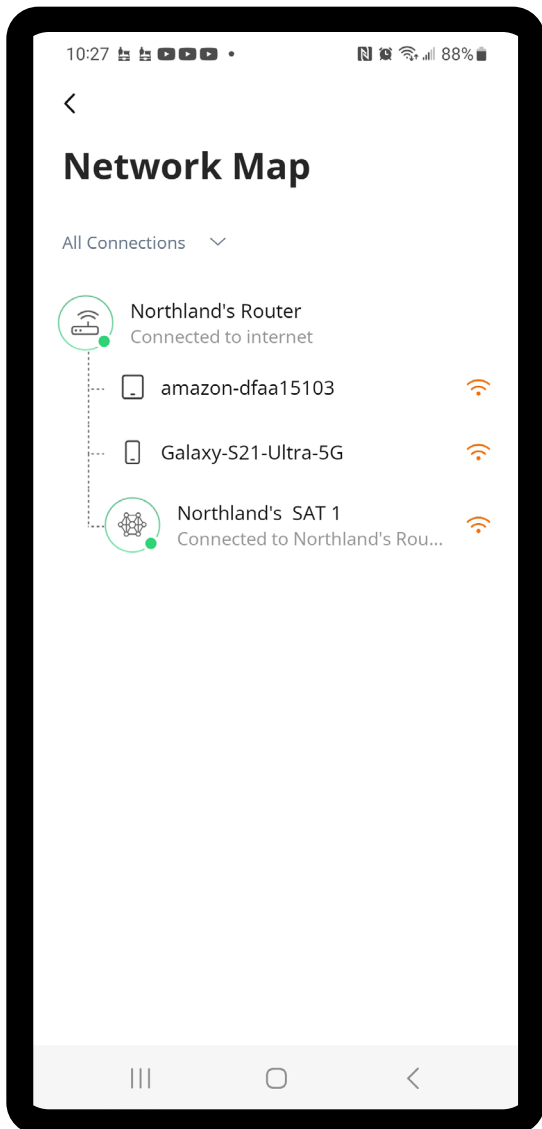 10:27 88%
Network Map
All Connections
Northland's Router
Connected to internet
amazon-dfaa15103
Galaxy-S21-Ultra-5G
Northland's  SAT 1
Connected to Northland's Rou...